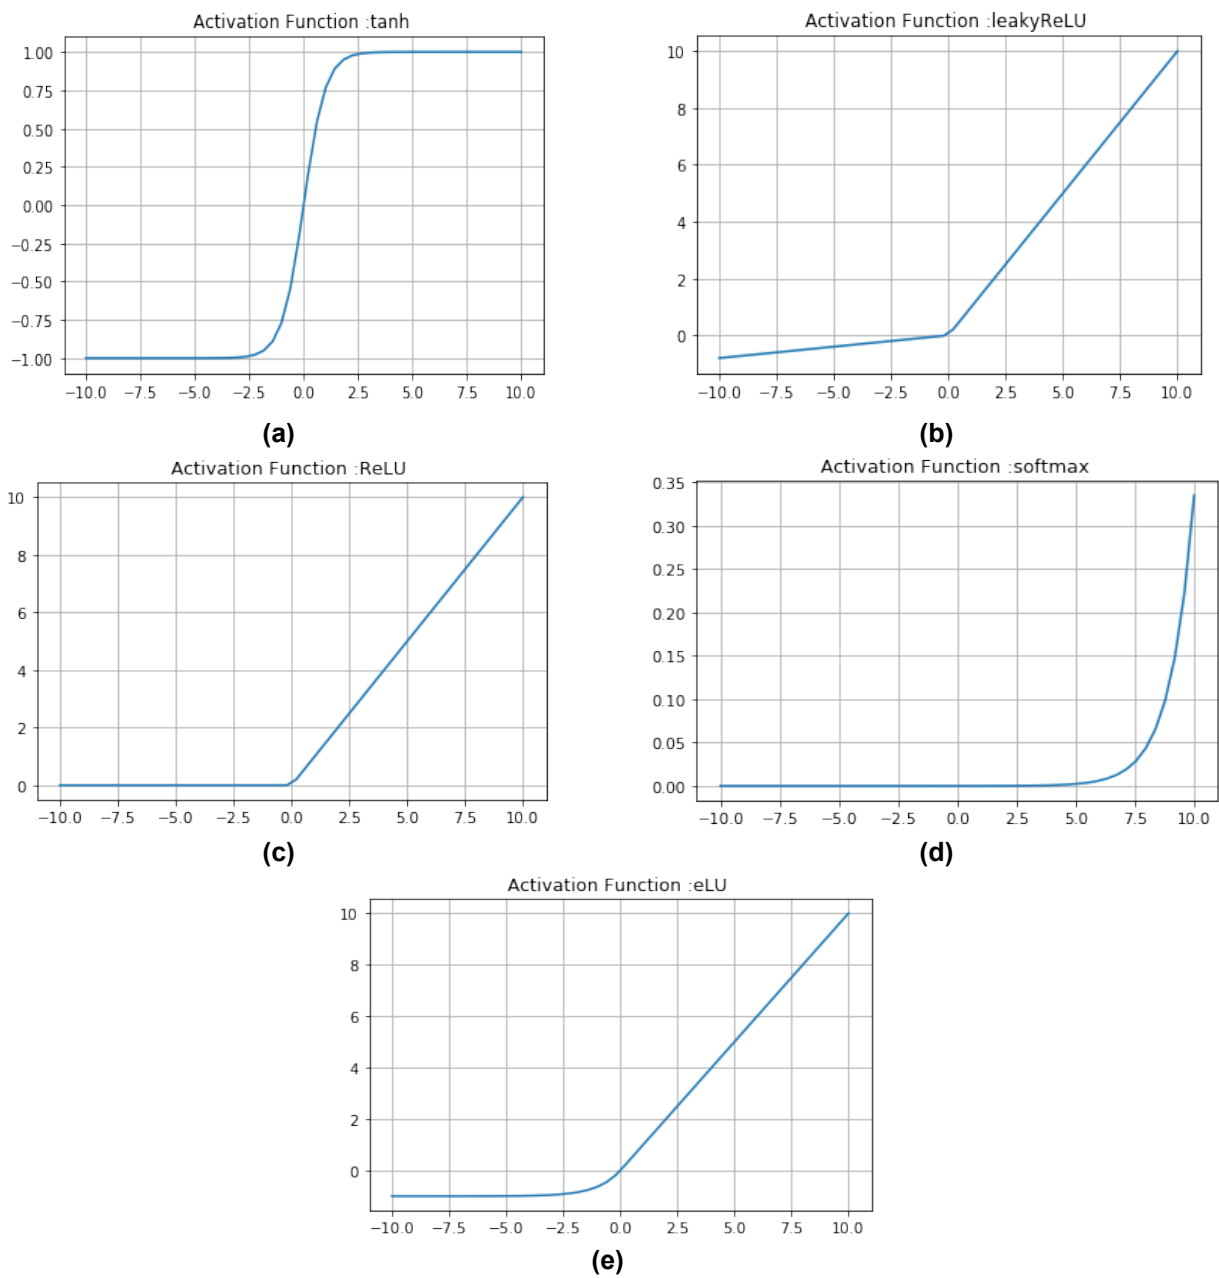 Activation Function :tanh
1.00
0.75
0.50
0.25
0.00
−0.25
−0.50
−0.75
−1.00
−10.0 −7.5 −5.0 −2.5 0.0 2.5 5.0 7.5 10.0
(a)
Activation Function :leakyReLU
10
8
6
4
2
0
−10.0 −7.5 −5.0 −2.5 0.0 2.5 5.0 7.5 10.0
(b)
Activation Function :ReLU
10
8
6
4
2
0
−10.0 −7.5 −5.0 −2.5 0.0 2.5 5.0 7.5 10.0
(c)
Activation Function :softmax
0.35
0.30
0.25
0.20
0.15
0.10
0.05
0.00
−10.0 −7.5 −5.0 −2.5 0.0 2.5 5.0 7.5 10.0
(d)
Activation Function :eLU
10
8
6
4
2
0
−10.0 −7.5 −5.0 −2.5 0.0 2.5 5.0 7.5 10.0
(e)